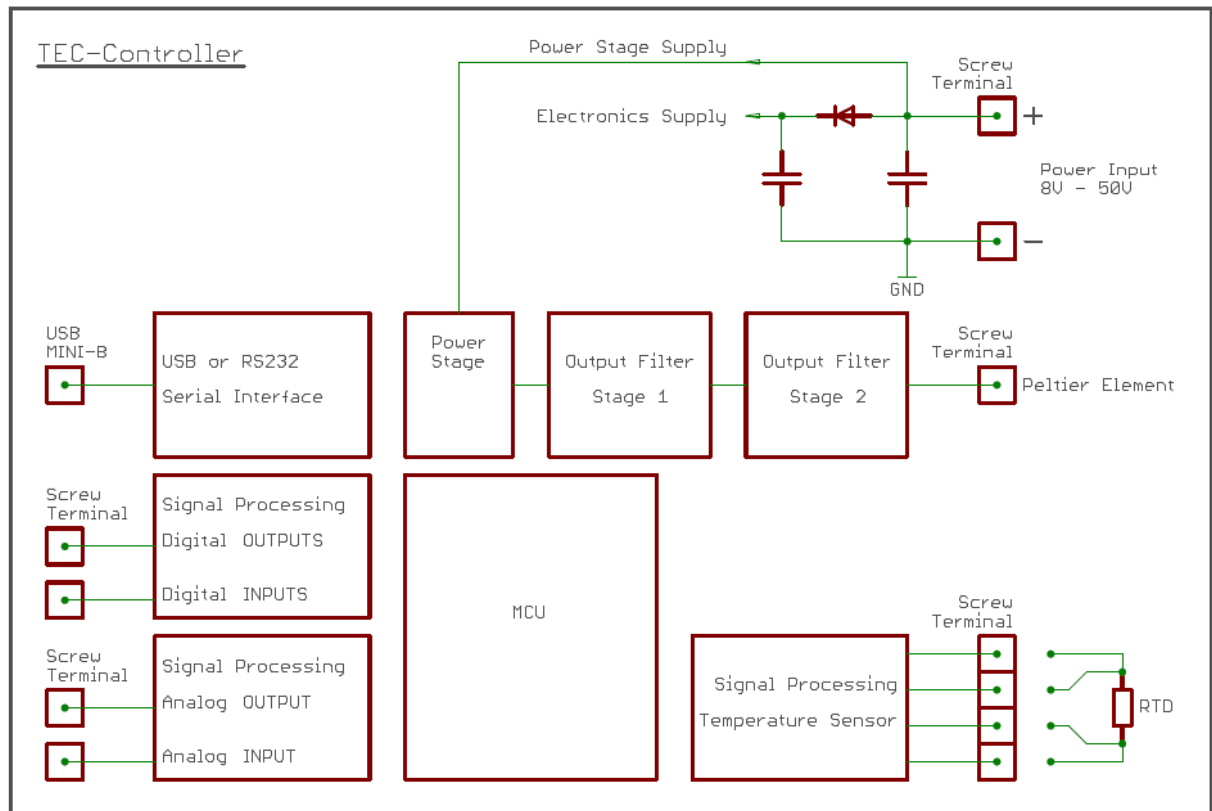 TEC-Controller
Power Stage Supply
Screw
Terminal
+
Electronics Supply
Power Input
8V - 50V
-
GND
USB
MINI-B
USB or RS232
Serial Interface
Power
Stage
Output Filter
Stage 1
Output Filter
Stage 2
Screw
Terminal
Peltier Element
Screw
Terminal
Signal Processing
Digital OUTPUTS
Digital INPUTS
MCU
Screw
Terminal
Signal Processing
Analog OUTPUT
Analog INPUT
Screw
Terminal
Signal Processing
Temperature Sensor
RTD